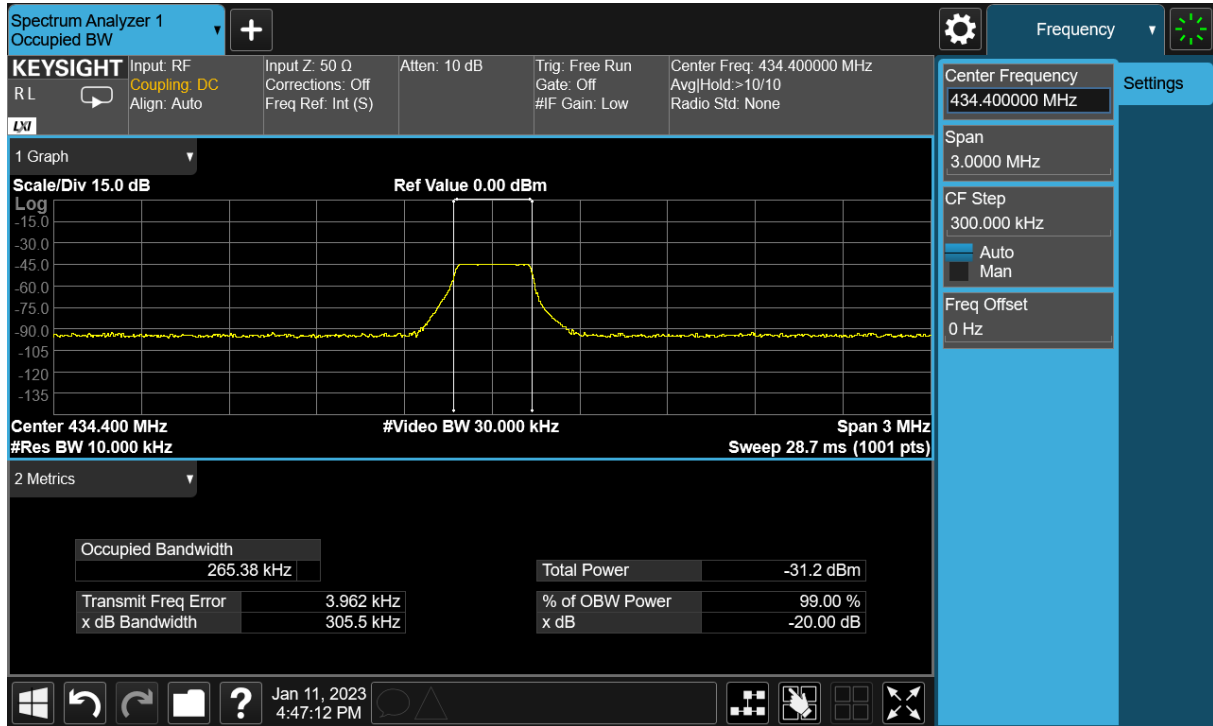 Spectrum Analyzer 1
Occupied BW
+
Frequency
KEYSIGHT
R L
LXI
Input: RF
Coupling: DC
Align: Auto
Input Z: 50 Ω
Corrections: Off
Freq Ref: Int (S)
Atten: 10 dB
Trig: Free Run
Gate: Off
#IF Gain: Low
Center Freq: 434.400000 MHz
Avg|Hold:>10/10
Radio Std: None
Center Frequency
434.400000 MHz
Settings
Span
3.0000 MHz
CF Step
300.000 kHz
Auto
Man
Freq Offset
0 Hz
1 Graph
Scale/Div 15.0 dB
Ref Value 0.00 dBm
Log
-15.0
-30.0
-45.0
-60.0
-75.0
-90.0
-105
-120
-135
Center 434.400 MHz
#Video BW 30.000 kHz
Span 3 MHz
#Res BW 10.000 kHz
Sweep 28.7 ms (1001 pts)
2 Metrics
Occupied Bandwidth
265.38 kHz
Total Power -31.2 dBm
Transmit Freq Error 3.962 kHz
% of OBW Power 99.00 %
x dB Bandwidth 305.5 kHz
x dB -20.00 dB
?
Jan 11, 2023
4:47:12 PM